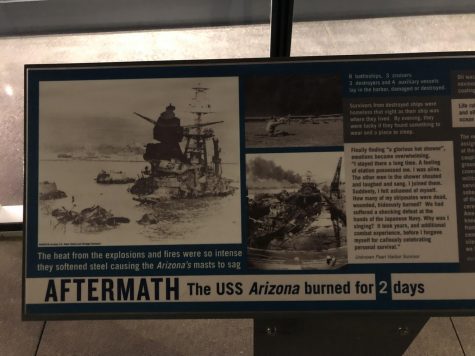 8 battleships, 3 cruisers
3 destroyers and 4 auxiliary vessels
lay in the harbor, damaged or destroyed.
Survivors from destroyed ships were
homeless that night as their ship was
where they lived. By evening, they
were lucky if they found something to
wear and a place to sleep.
Finally finding "a glorious hot shower",
emotions became overwhelming.
"I stayed there a long time. A feeling
of elation possessed me. I was alive.
The other men in the shower shouted
and laughed and sang. I joined them.
Suddenly, I felt ashamed of myself.
How many of my shipmates were dead,
wounded, hideously burned? We had
suffered a shocking defeat at the
hands of the Japanese Navy. Why was I
singing? It took years, and additional
combat experience, before I forgave
myself for callously celebrating
personal survival."
Unknown Pearl Harbor Survivor
The heat from the explosions and fires were so intense
they softened steel causing the Arizona's masts to sag
AFTERMATH The USS Arizona burned for 2 days